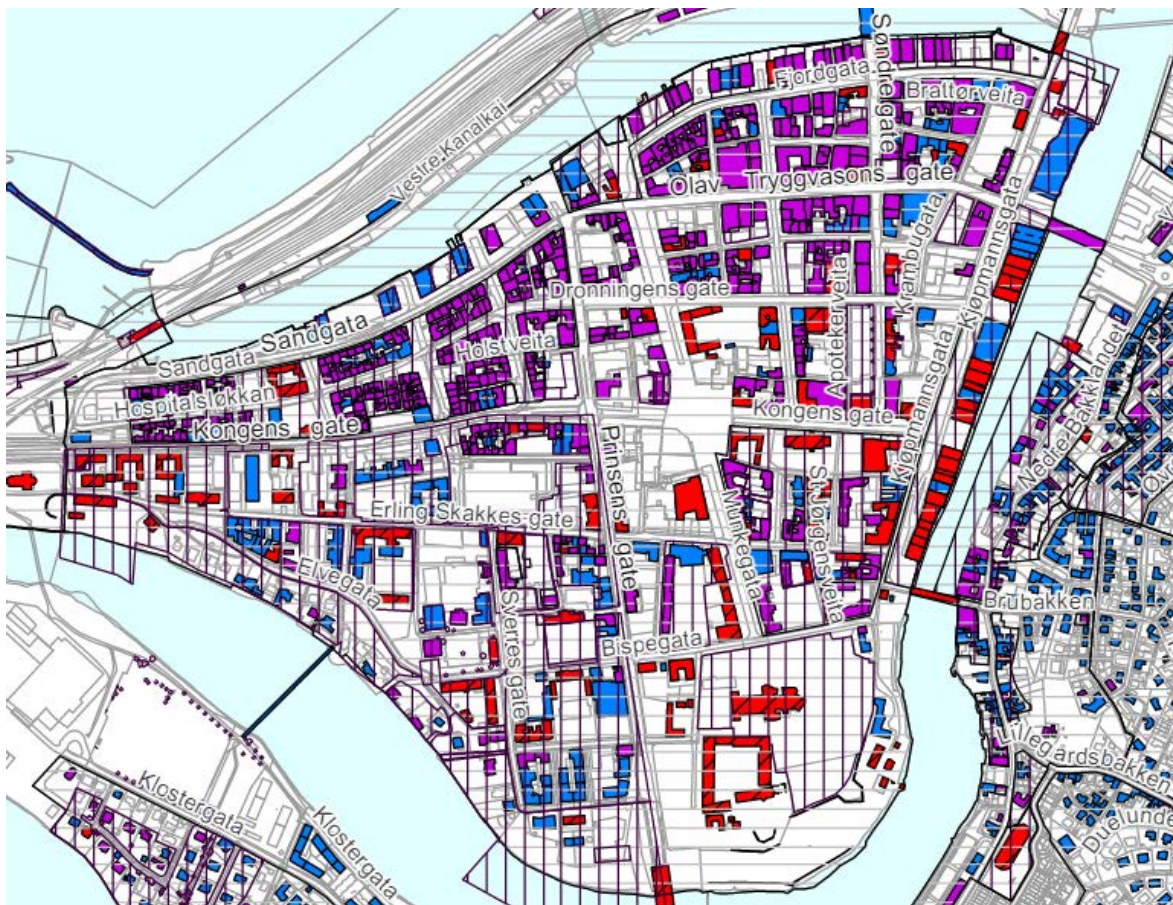 Søndre gate
Fjordgata
Brattørveita
Vestre Kanalkai
Olav Tryggvasons gate
Krambugata
Kjøpmannsgata
Dronningens gate
Apotekerveita
Sandgata
Sandgata
Holstveita
Nedre Bakklandet
Hospitalsløkkan
Kongens gate
Kongens gate
Kjøpmannsgata
Prinsens gate
Erling Skakkes gate
Munkegata
St. Jørgensveita
Elvegata
Sverres gate
Bispegata
Brubakken
Lillegårdsbakken
Klostergata
Klostergata